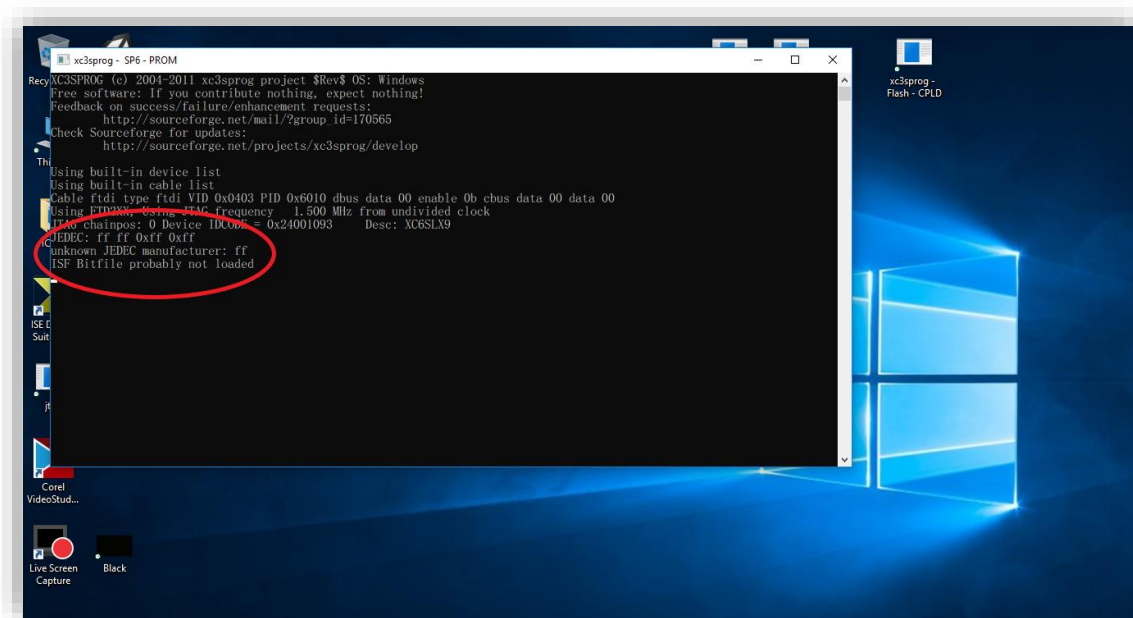 xc3sprog - SP6 - PROM
XC3SPROG (c) 2004-2011 xc3sprog project $Rev$ OS: Windows
Free software: If you contribute nothing, expect nothing!
Feedback on success/failure/enhancement requests:
http://sourceforge.net/mail/?group_id=170565
Check Sourceforge for updates:
http://sourceforge.net/projects/xc3sprog/develop
Using built-in device list
Using built-in cable list
Cable ftdi type ftdi VID 0x0403 PID 0x6010 dbus data 00 enable 0b cbus data 00 data 00
Using FTD2XX, Using JTAG frequency 1.500 MHz from undivided clock
JTAG chainpos: 0 Device IDCODE = 0x24001093 Desc: XC6SLX9
JEDEC: ff ff 0xff 0xff
unknown JEDEC manufacturer: ff
ISF Bitfile probably not loaded
xc3sprog -
Flash - CPLD
Recy
Thi
ISE D
Suit
jt
Corel
VideoStud...
Live Screen
Capture
Black